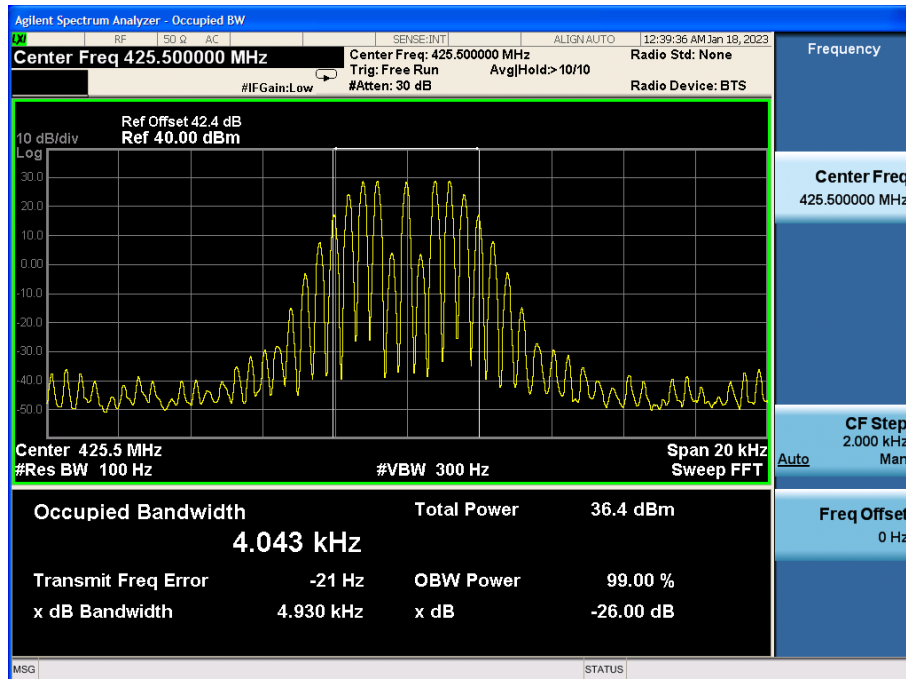 Agilent Spectrum Analyzer - Occupied BW
LXI RF 50 Ω AC SENSE:INT ALIGN AUTO 12:39:36 AM Jan 18, 2023
Center Freq 425.500000 MHz Center Freq: 425.500000 MHz Radio Std: None
Trig: Free Run Avg|Hold:>10/10
#IFGain:Low #Atten: 30 dB Radio Device: BTS
Ref Offset 42.4 dB
10 dB/div Ref 40.00 dBm
Log
30.0
20.0
10.0
0.00
-10.0
-20.0
-30.0
-40.0
-50.0
Center 425.5 MHz Span 20 kHz
#Res BW 100 Hz #VBW 300 Hz Sweep FFT
Occupied Bandwidth Total Power 36.4 dBm
4.043 kHz
Transmit Freq Error -21 Hz OBW Power 99.00 %
x dB Bandwidth 4.930 kHz x dB -26.00 dB
MSG STATUS
Frequency
Center Freq
425.500000 MHz
CF Step
2.000 kHz
Auto Man
Freq Offset
0 Hz